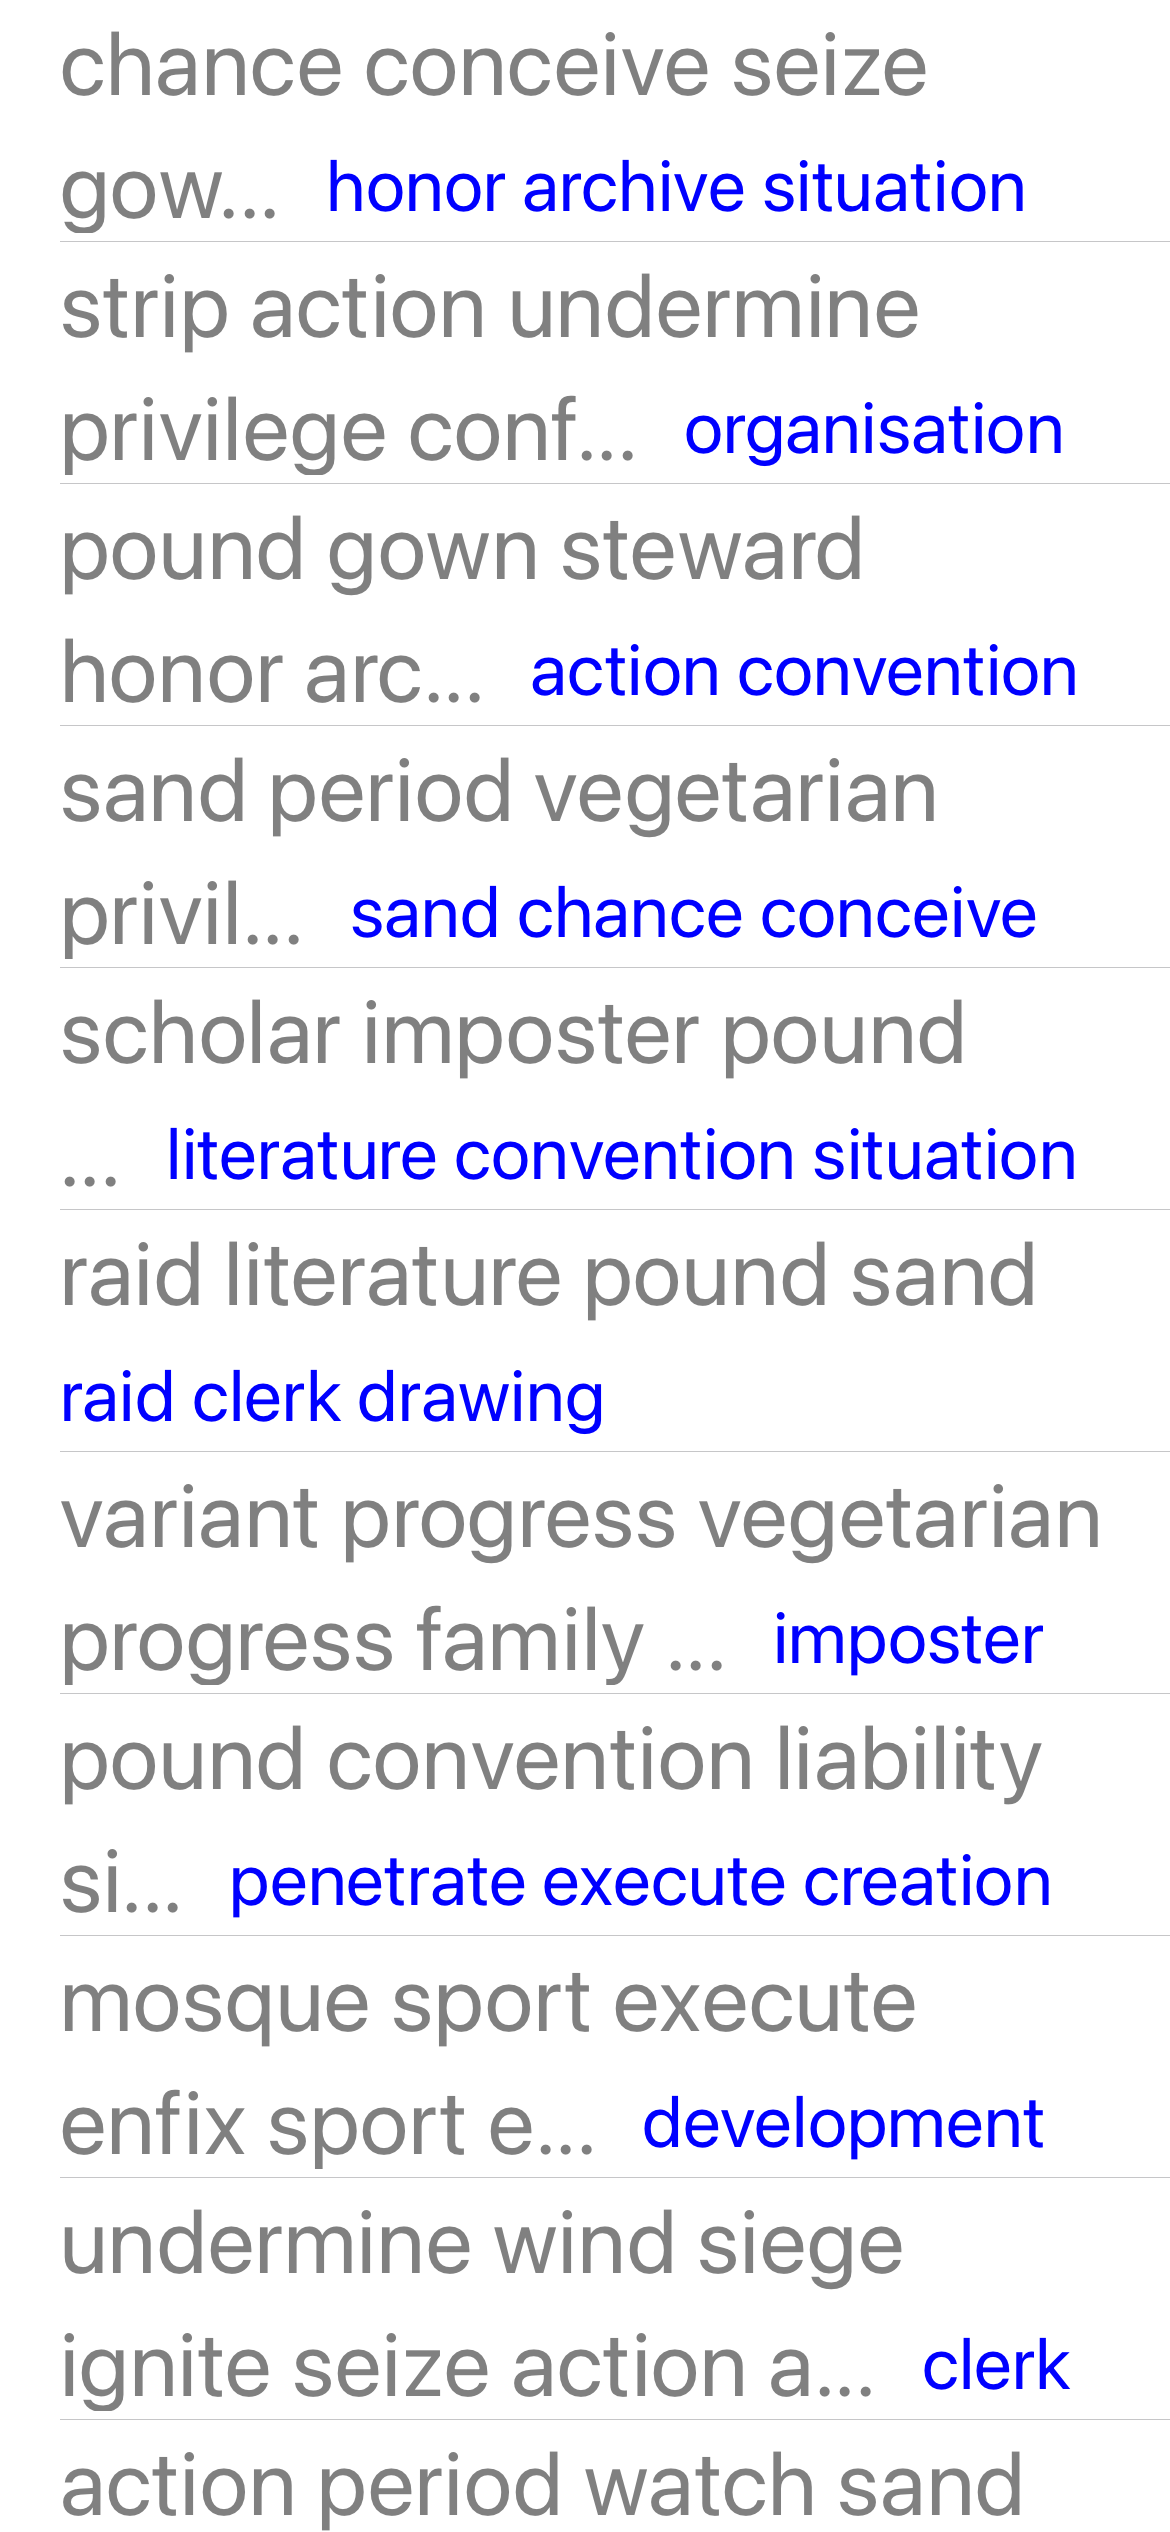 chance conceive seize
gow... honor archive situation
strip action undermine
privilege conf... organisation
pound gown steward
honor arc... action convention
sand period vegetarian
privil... sand chance conceive
scholar imposter pound
... literature convention situation
raid literature pound sand
raid clerk drawing
variant progress vegetarian
progress family ... imposter
pound convention liability
si... penetrate execute creation
mosque sport execute
enfix sport e... development
undermine wind siege
ignite seize action a... clerk
action period watch sand